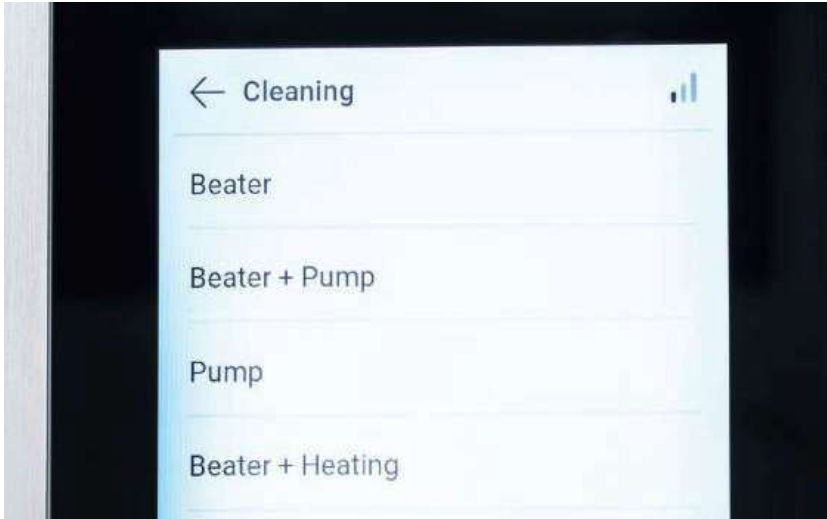 Cleaning
Beater
Beater + Pump
Pump
Beater + Heating